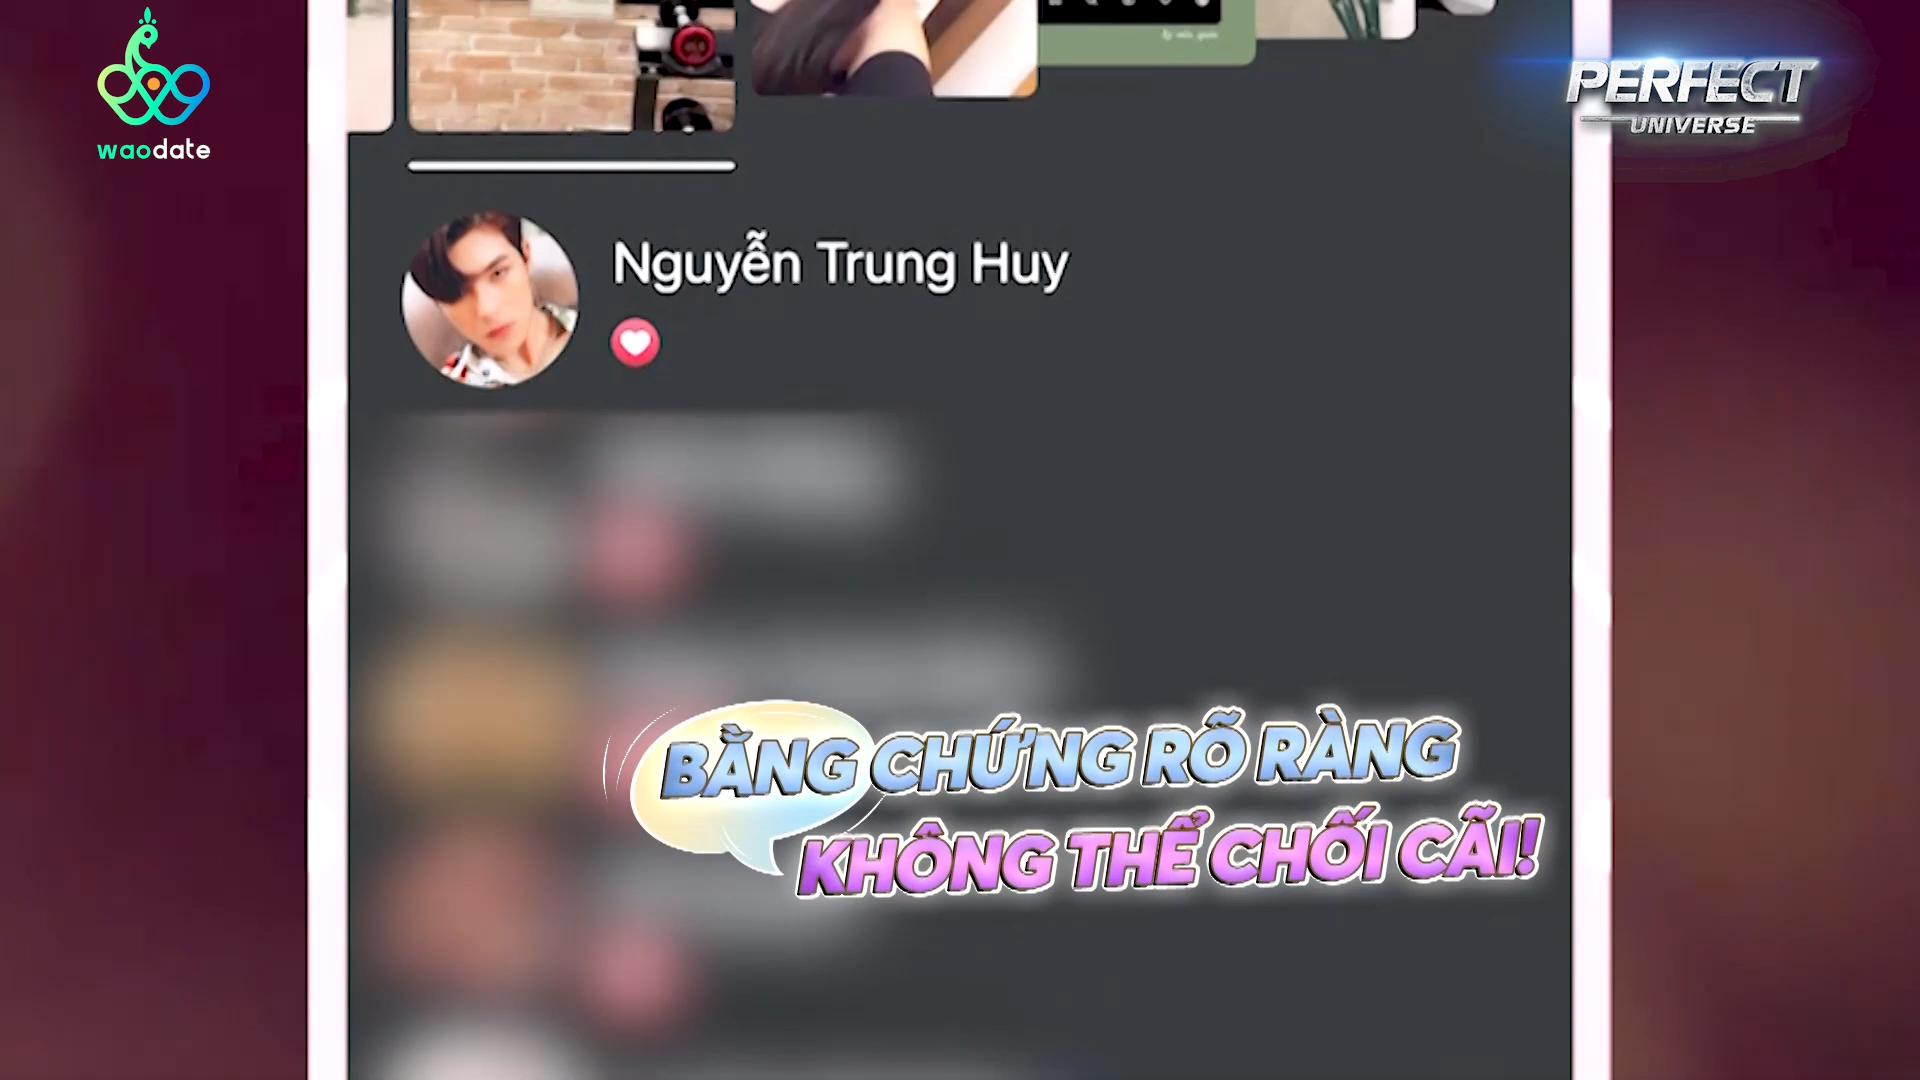 waodate
PERFECT
UNIVERSE
Nguyễn Trung Huy
BẰNG CHỨNG RÕ RÀNG
KHÔNG THỂ CHỐI CÃI!